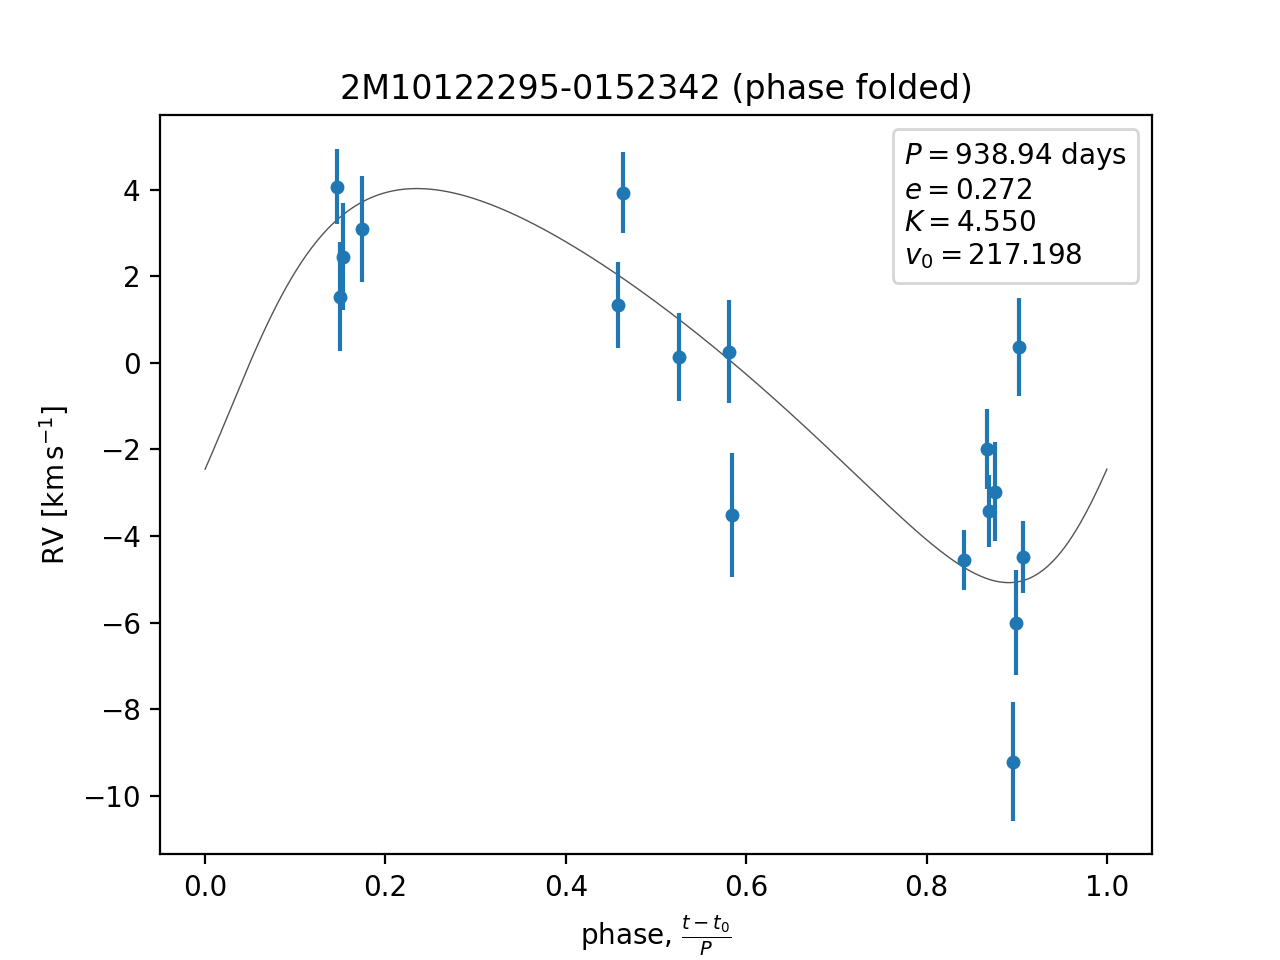 2M10122295-0152342 (phase folded)
P = 938.94 days
e = 0.272
K = 4.550
v₀ = 217.198
RV [km s⁻¹]
4
2
0
−2
−4
−6
−8
−10
0.0 0.2 0.4 0.6 0.8 1.0
phase, (t − t₀)/P